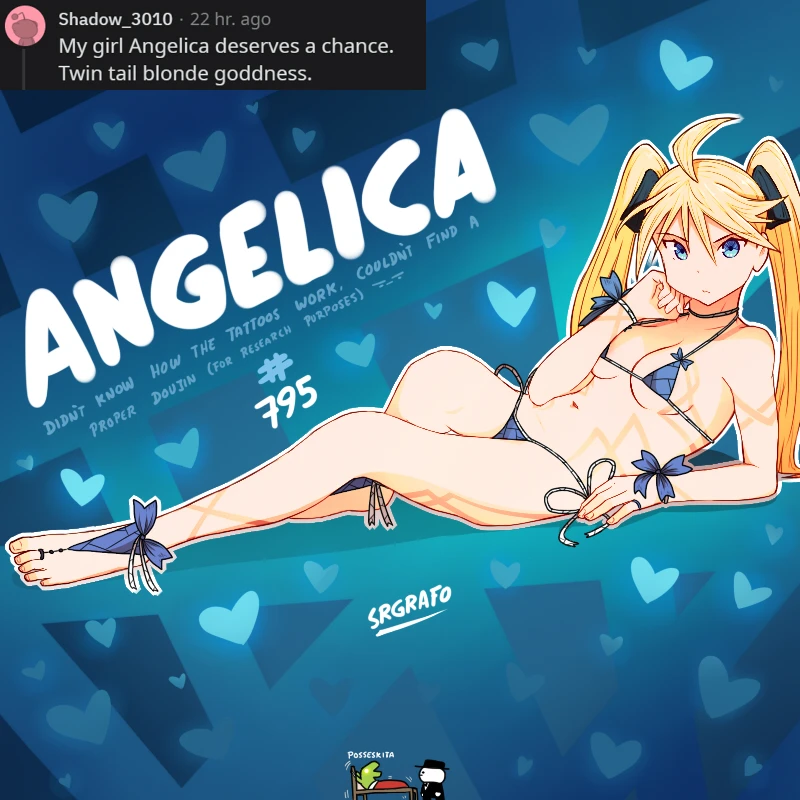 Shadow_3010 · 22 hr. ago
My girl Angelica deserves a chance.
Twin tail blonde goddness.
ANGELICA
DIDN'T KNOW HOW THE TATTOOS WORK. COULDN'T FIND A
PROPER DOUJIN (FOR RESEARCH PURPOSES) -_-
#
795
SRGRAFO
POSSESKITA